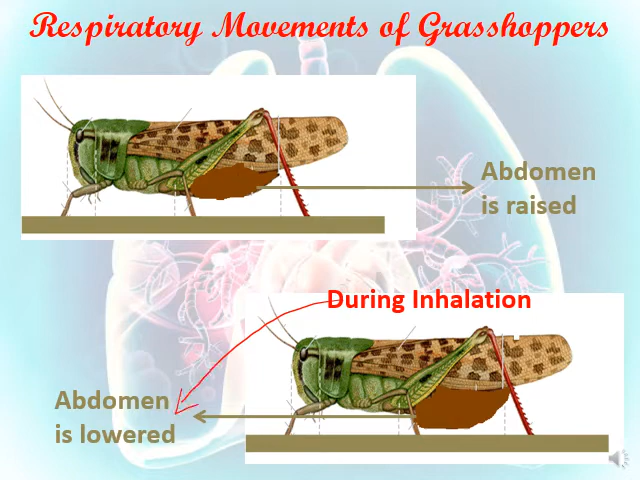 Respiratory Movements of Grasshoppers
Abdomen
is raised
During Inhalation
Abdomen
is lowered